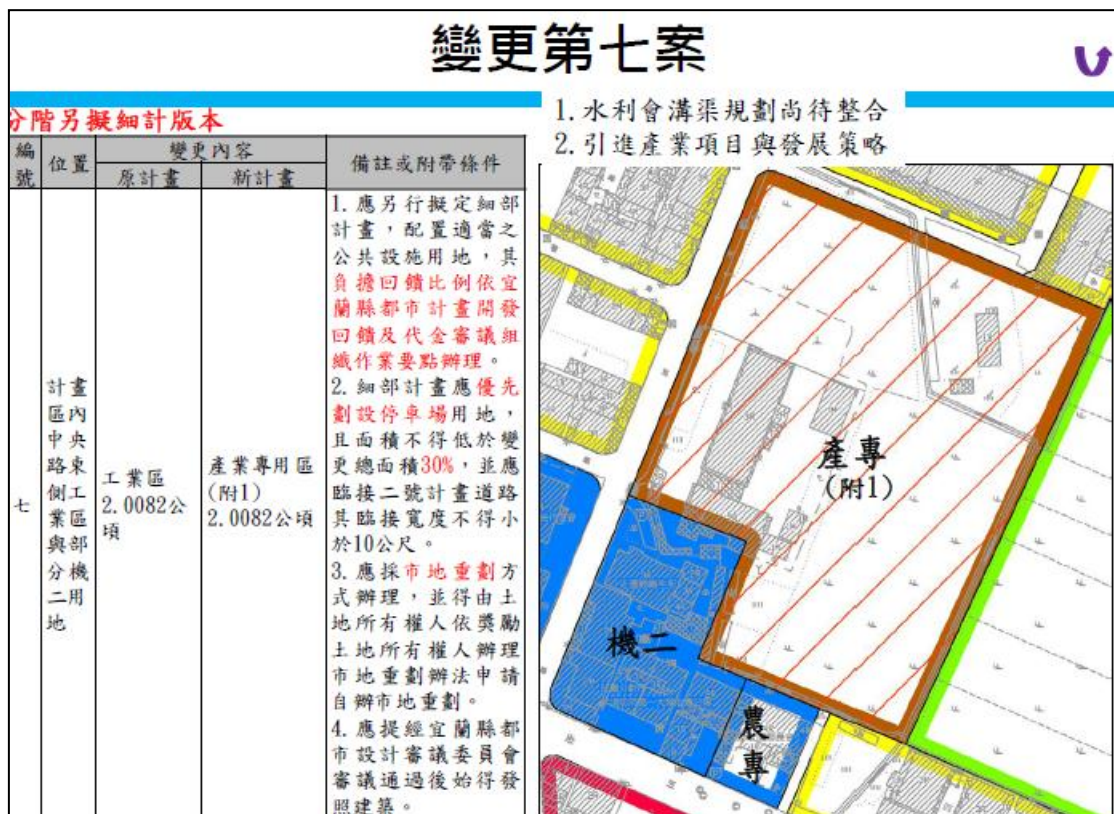 變更第七案
分階另擬細計版本
1.水利會溝渠規劃尚待整合
2.引進產業項目與發展策略
編號
位置
變更內容
原計畫
新計畫
備註或附帶條件
七
計畫
區內
中央
路東
側工
業區
與部
分機
二用
地
工業區
2.0082公
頃
產業專用區
(附1)
2.0082公頃
1.應另行擬定細部
計畫,配置適當之
公共設施用地,其
負擔回饋比例依宜
蘭縣都市計畫開發
回饋及代金審議組
織作業要點辦理。
2.細部計畫應優先
劃設停車場用地,
且面積不得低於變
更總面積30%,並應
臨接二號計畫道路
其臨接寬度不得小
於10公尺。
3.應採市地重劃方
式辦理,並得由土
地所有權人依獎勵
土地所有權人辦理
市地重劃辦法申請
自辦市地重劃。
4.應提經宜蘭縣都
市設計審議委員會
審議通過後始得發
照建築。
產專
(附1)
機二
農專